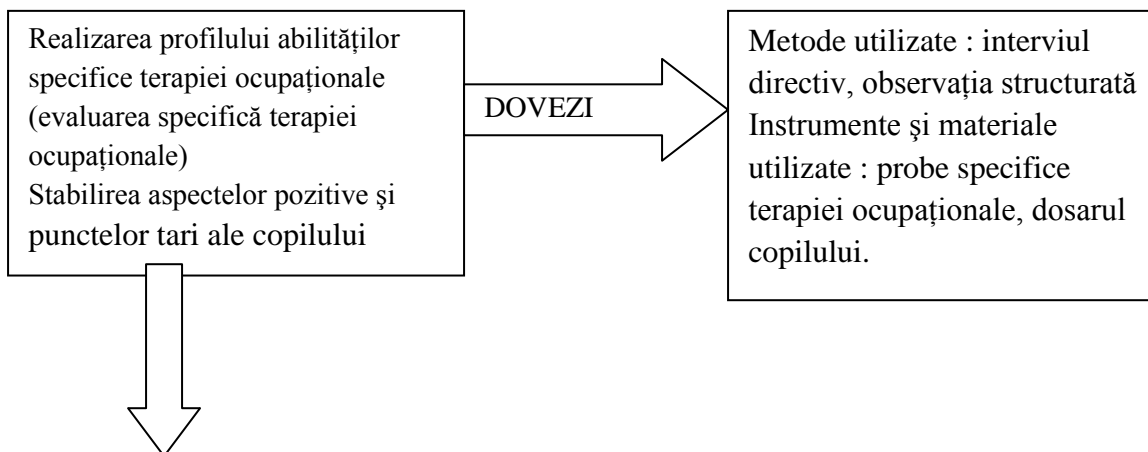 Realizarea profilului abilităților
specifice terapiei ocupaționale
(evaluarea specifică terapiei
ocupaționale)
Stabilirea aspectelor pozitive şi
punctelor tari ale copilului
DOVEZI
Metode utilizate : interviul
directiv, observația structurată
Instrumente şi materiale
utilizate : probe specifice
terapiei ocupaționale, dosarul
copilului.